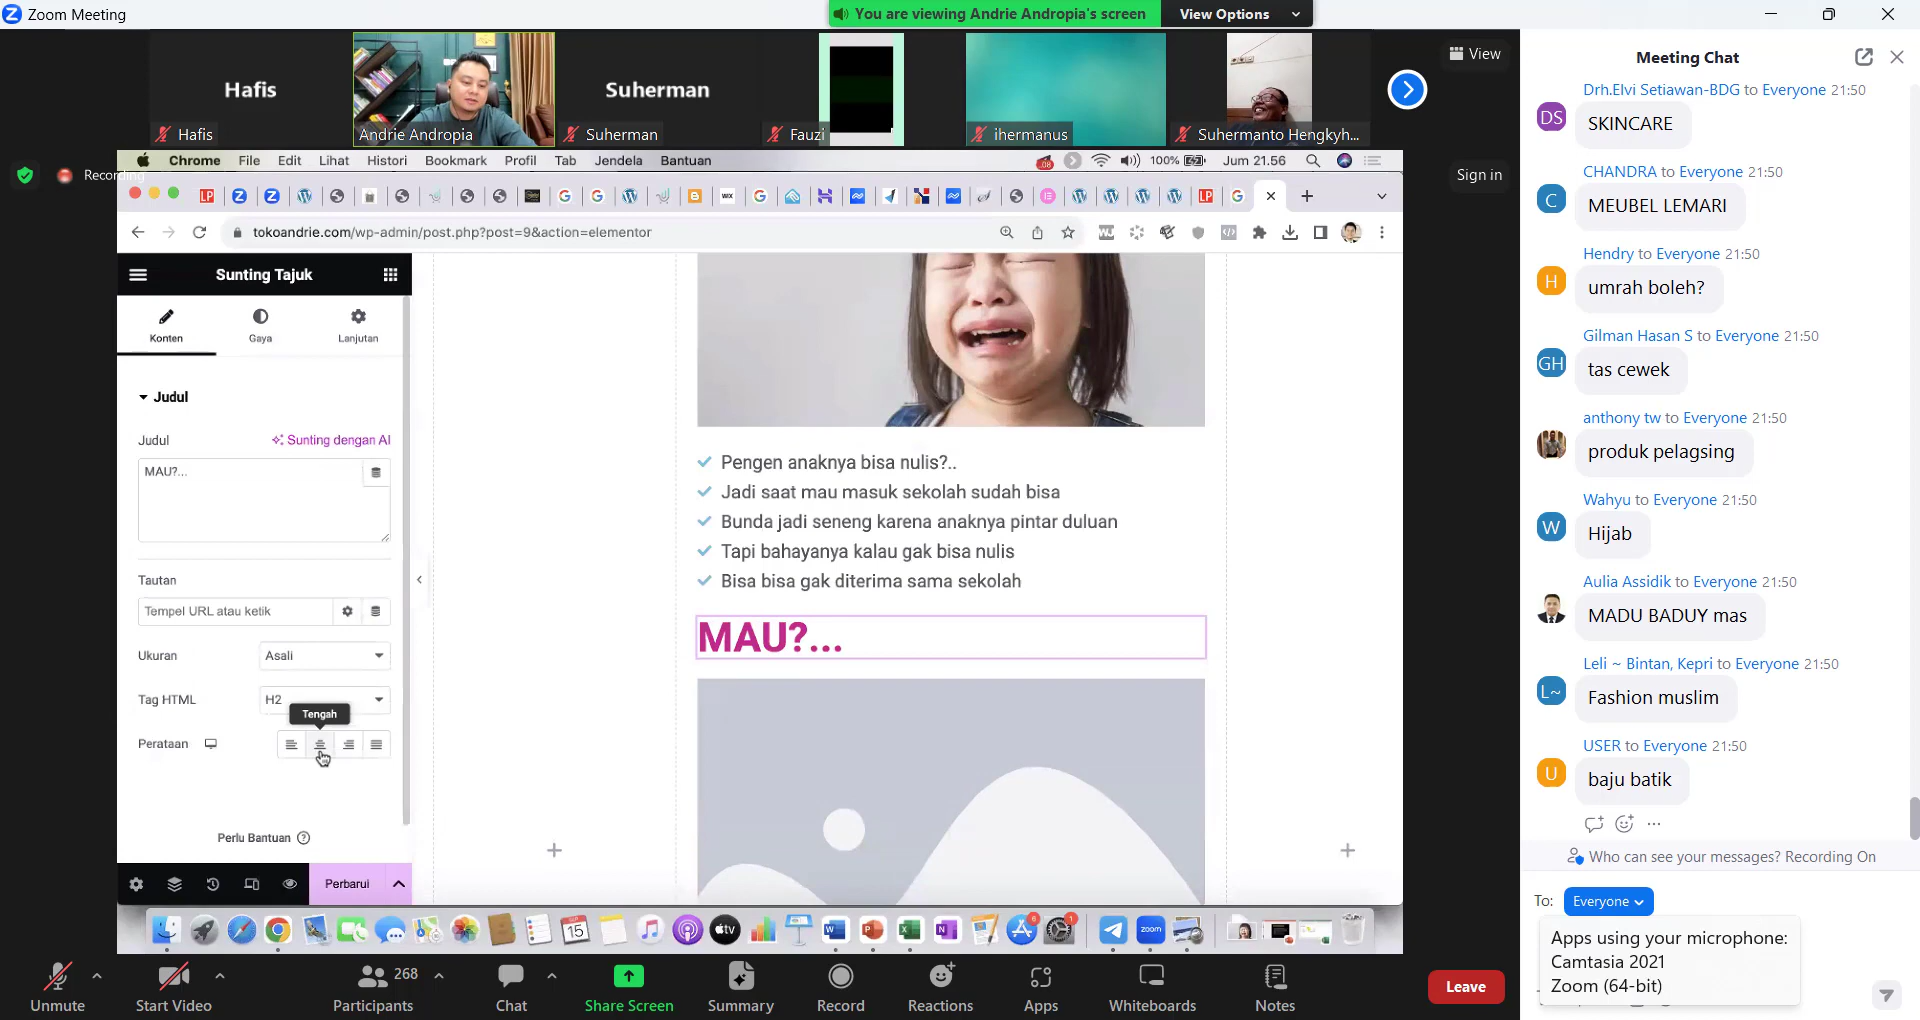 Zoom Meeting
You are viewing Andrie Andropia's screen
View Options
Hafis
Hafis
Andrie Andropia
Suherman
Suherman
Fauzi
ihermanus
Suhermanto Hengkyh...
View
Sign in
Recording
Chrome File Edit Lihat Histori Bookmark Profil Tab Jendela Bantuan
100% Jum 21.56
tokoandrie.com/wp-admin/post.php?post=9&action=elementor
Sunting Tajuk
Konten Gaya Lanjutan
Judul
Judul Sunting dengan AI
MAU?...
Tautan
Tempel URL atau ketik
Ukuran Asali
Tag HTML H2
Tengah
Perataan
Perlu Bantuan
Perbarui
Pengen anaknya bisa nulis?..
Jadi saat mau masuk sekolah sudah bisa
Bunda jadi seneng karena anaknya pintar duluan
Tapi bahayanya kalau gak bisa nulis
Bisa bisa gak diterima sama sekolah
MAU?...
Unmute
Start Video
Participants 268
Chat
Share Screen
Summary
Record
Reactions
Apps
Whiteboards
Notes
Leave
Meeting Chat
Drh.Elvi Setiawan-BDG to Everyone 21:50
DS
SKINCARE
CHANDRA to Everyone 21:50
C
MEUBEL LEMARI
Hendry to Everyone 21:50
H
umrah boleh?
Gilman Hasan S to Everyone 21:50
GH
tas cewek
anthony tw to Everyone 21:50
produk pelagsing
Wahyu to Everyone 21:50
W
Hijab
Aulia Assidik to Everyone 21:50
MADU BADUY mas
Leli ~ Bintan, Kepri to Everyone 21:50
L~
Fashion muslim
USER to Everyone 21:50
U
baju batik
Who can see your messages? Recording On
To: Everyone
Apps using your microphone:
Camtasia 2021
Zoom (64-bit)